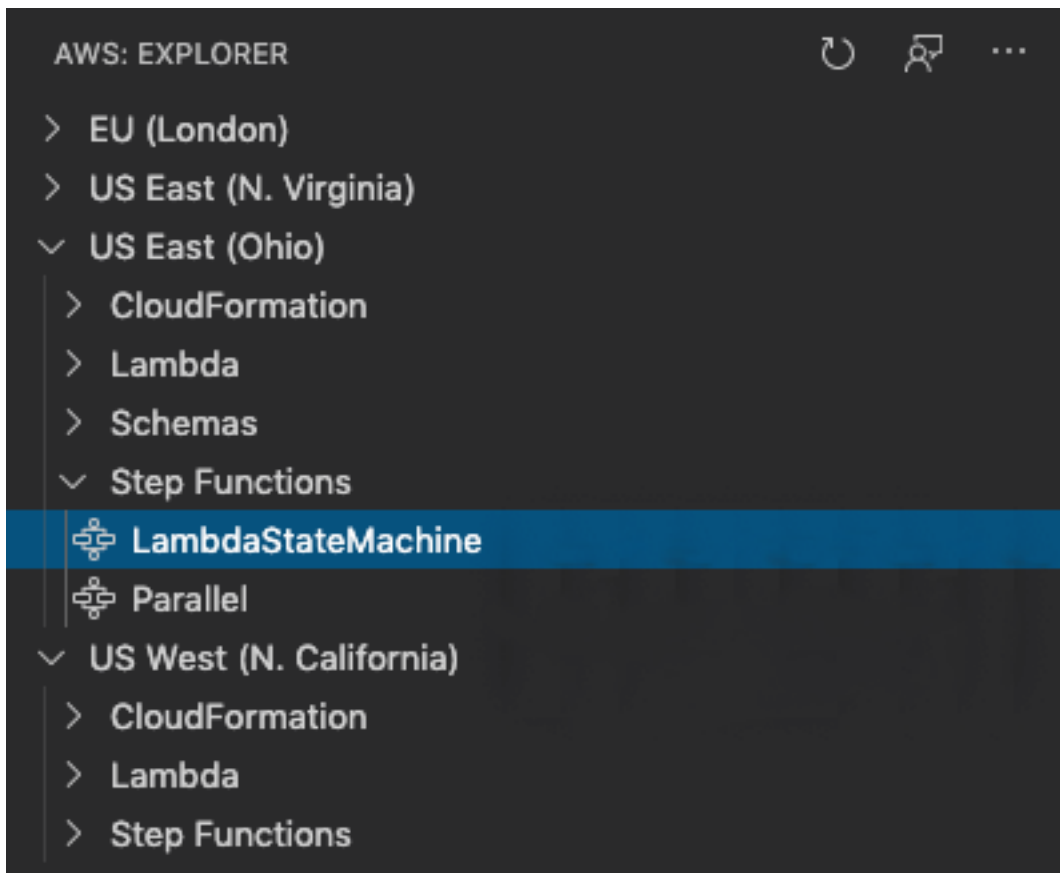 AWS: EXPLORER
EU (London)
US East (N. Virginia)
US East (Ohio)
CloudFormation
Lambda
Schemas
Step Functions
LambdaStateMachine
Parallel
US West (N. California)
CloudFormation
Lambda
Step Functions